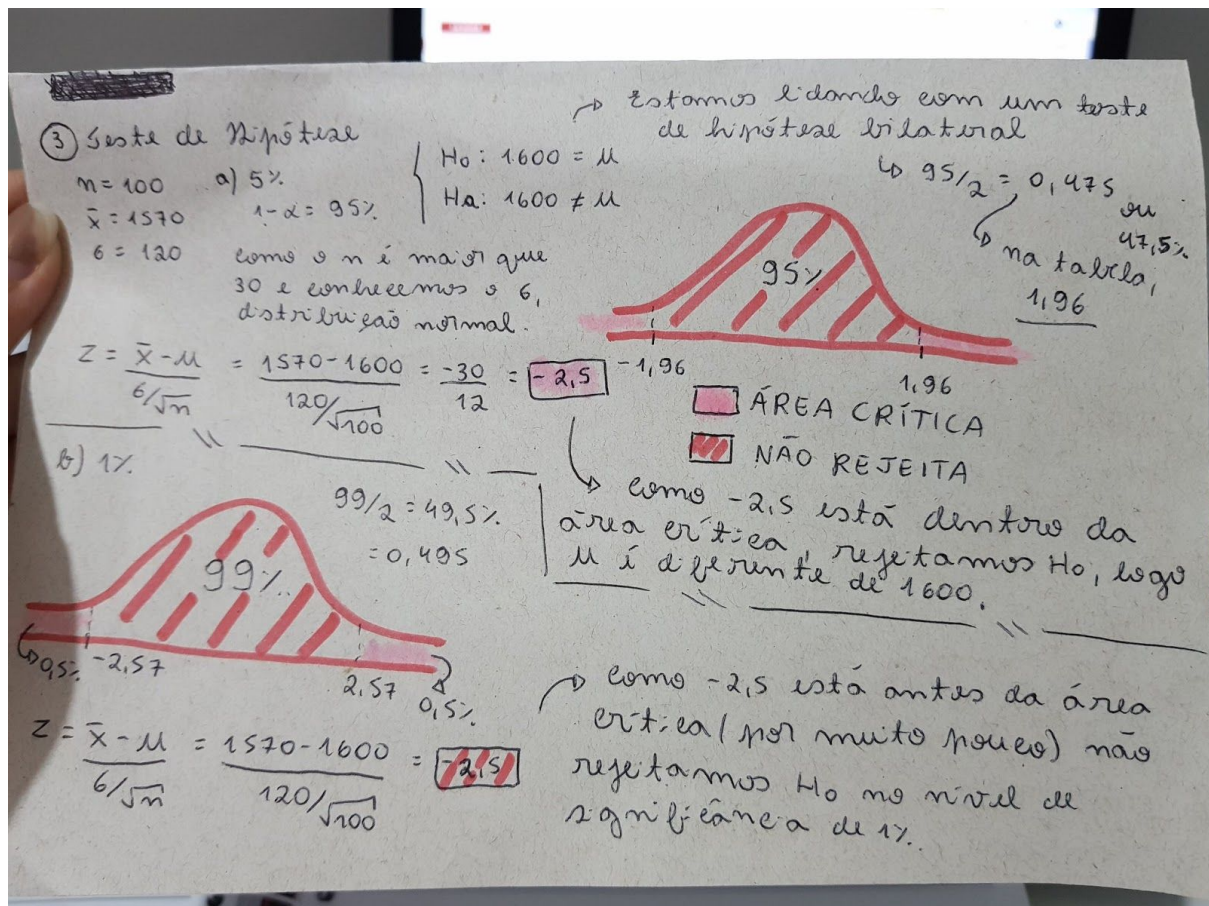 ③ Teste de Hipótese
n = 100 a) 5%
x̄ = 1570 1-α = 95%
σ = 120
H₀: 1600 = μ
Ha: 1600 ≠ μ
como o n é maior que
30 e conhecemos o σ,
distribuição normal.
→ Estamos lidando com um teste
de hipótese bilateral
↳ 95/2 = 0,475
ou
47,5%
↳ na tabela,
1,96
95%
-1,96 1,96
ÁREA CRÍTICA
NÃO REJEITA
Z = x̄-μ / σ/√n = 1570-1600 / 120/√100 = -30/12 = -2,5
→ como -2,5 está dentro da
área crítica, rejeitamos H₀, logo
μ é diferente de 1600.
b) 1%
99/2 = 49,5%
= 0,495
99%
↳ 0,5% -2,57 2,57 0,5%
Z = x̄-μ / σ/√n = 1570-1600 / 120/√100 = -2,5
→ como -2,5 está antes da área
crítica (por muito pouco) não
rejeitamos H₀ no nível de
significância de 1%.